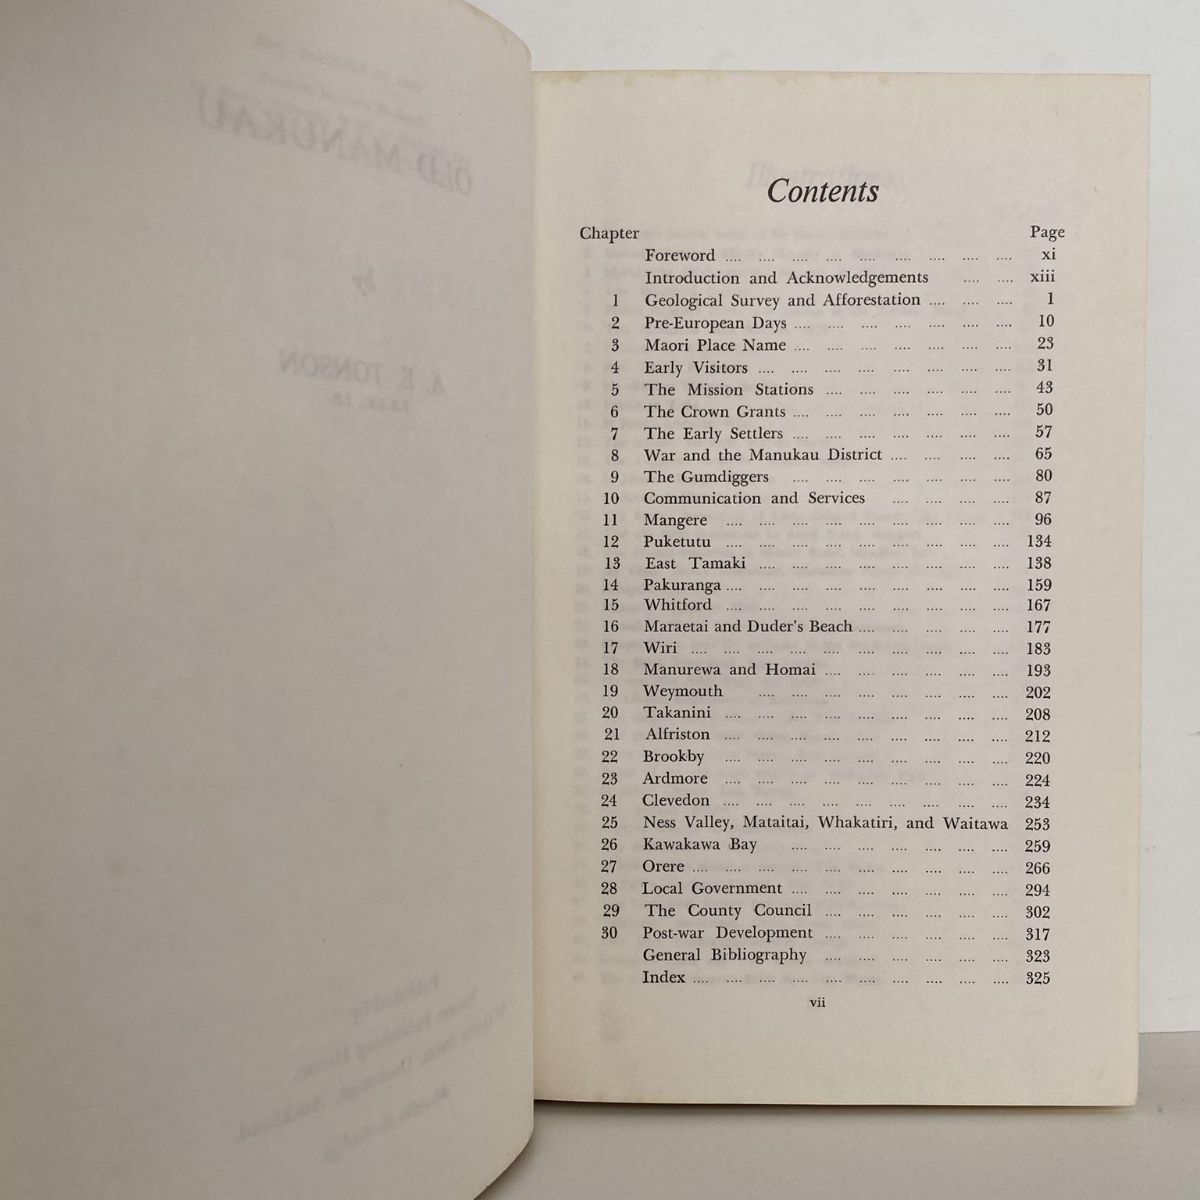 OLD MANUKAU
by
A. E. TONSON
Contents
Chapter Page
Foreword .... .... .... .... .... .... .... .... .... xi
Introduction and Acknowledgements .... .... xiii
1 Geological Survey and Afforestation .... .... .... 1
2 Pre-European Days .... .... .... .... .... .... .... 10
3 Maori Place Name .... .... .... .... .... .... .... 23
4 Early Visitors .... .... .... .... .... .... .... .... 31
5 The Mission Stations .... .... .... .... .... .... 43
6 The Crown Grants .... .... .... .... .... .... .... 50
7 The Early Settlers .... .... .... .... .... .... .... 57
8 War and the Manukau District .... .... .... .... 65
9 The Gumdiggers .... .... .... .... .... .... .... 80
10 Communication and Services .... .... .... .... 87
11 Mangere .... .... .... .... .... .... .... .... .... 96
12 Puketutu .... .... .... .... .... .... .... .... .... 134
13 East Tamaki .... .... .... .... .... .... .... .... 138
14 Pakuranga .... .... .... .... .... .... .... .... .... 159
15 Whitford .... .... .... .... .... .... .... .... .... 167
16 Maraetai and Duder's Beach .... .... .... .... .... 177
17 Wiri .... .... .... .... .... .... .... .... .... .... 183
18 Manurewa and Homai .... .... .... .... .... .... 193
19 Weymouth .... .... .... .... .... .... .... .... 202
20 Takanini .... .... .... .... .... .... .... .... .... 208
21 Alfriston .... .... .... .... .... .... .... .... .... 212
22 Brookby .... .... .... .... .... .... .... .... .... 220
23 Ardmore .... .... .... .... .... .... .... .... .... 224
24 Clevedon .... .... .... .... .... .... .... .... .... 234
25 Ness Valley, Mataitai, Whakatiri, and Waitawa 253
26 Kawakawa Bay .... .... .... .... .... .... .... 259
27 Orere .... .... .... .... .... .... .... .... .... .... 266
28 Local Government .... .... .... .... .... .... .... 294
29 The County Council .... .... .... .... .... .... 302
30 Post-war Development .... .... .... .... .... .... 317
General Bibliography .... .... .... .... .... .... 323
Index .... .... .... .... .... .... .... .... .... .... 325
vii